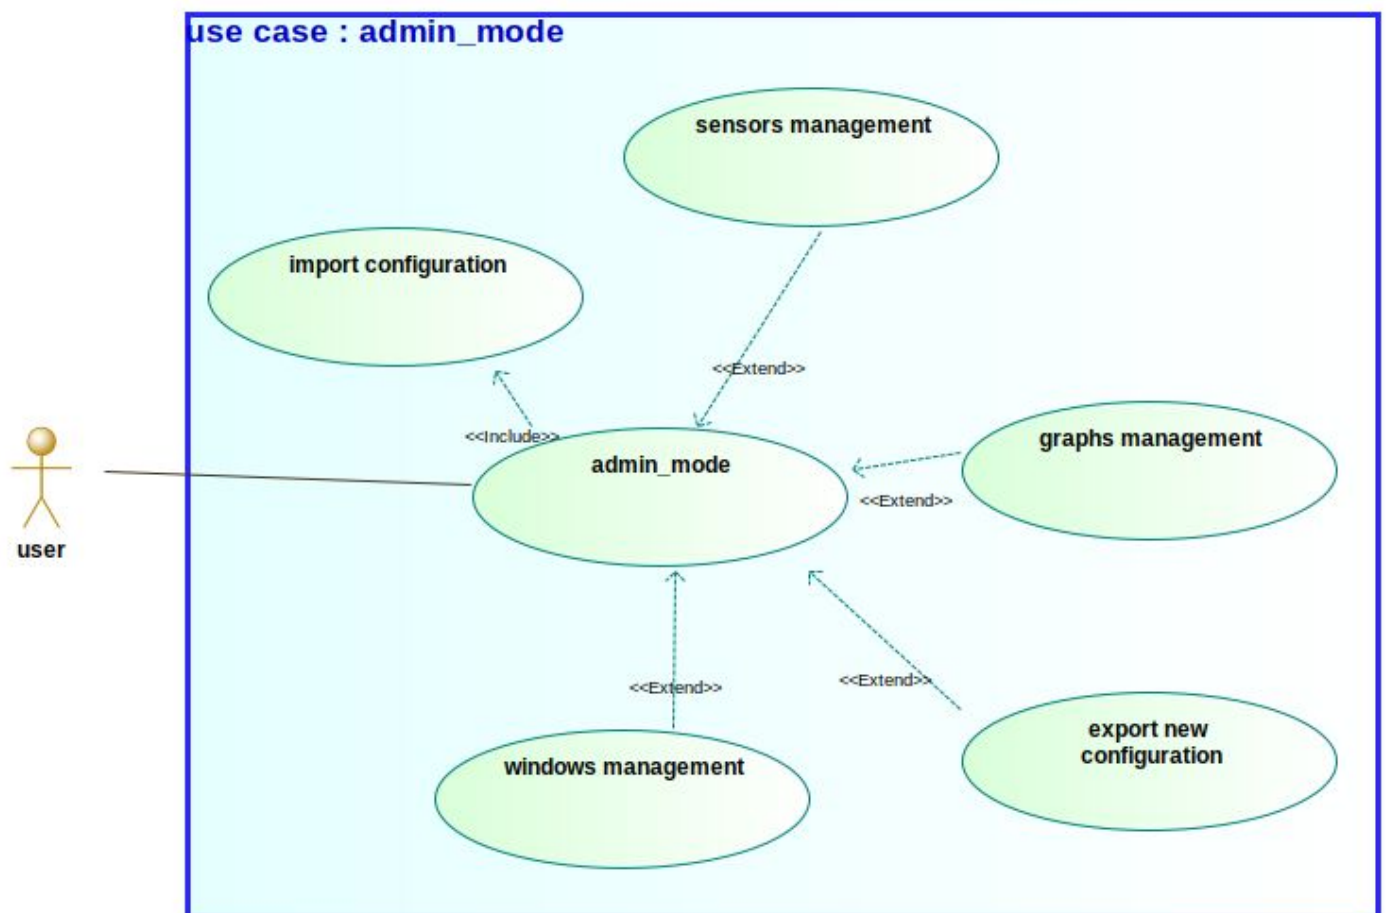 use case : admin_mode
sensors management
import configuration
<<Extend>>
<<Include>>
graphs management
admin_mode
<<Extend>>
user
<<Extend>>
<<Extend>>
export new
configuration
windows management